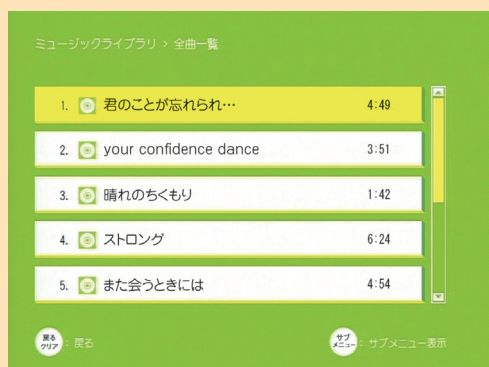 ミュージックライブラリ > 全曲一覧
1. 君のことが忘れられ… 4:49
2. your confidence dance 3:51
3. 晴れのちくもり 1:42
4. ストロング 6:24
5. また会うときには 4:54
戻る
クリア : 戻る
サブ
メニュー : サブメニュー表示